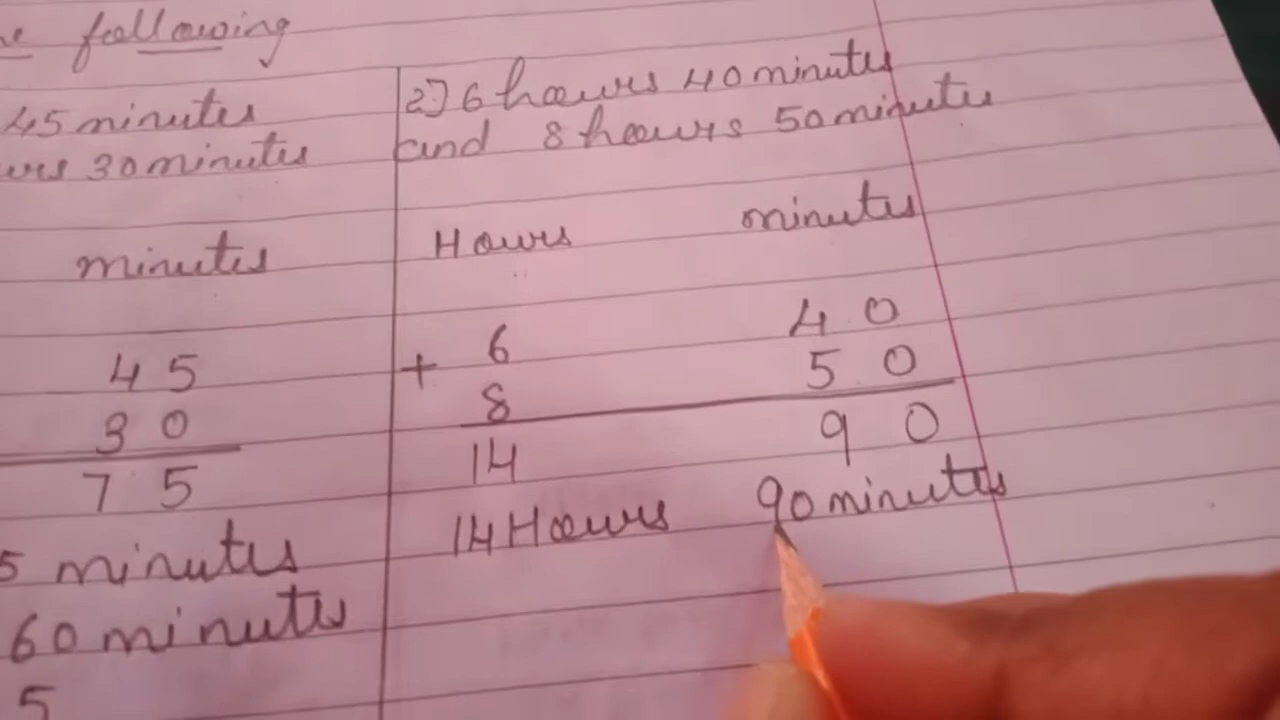 following
45 minutes
30 minutes
minutes
45
30
75
5 minutes
60 minutes
5
2) 6 hours 40 minutes
and 8 hours 50 minutes
Hours minutes
6 40
+
8 50
14 90
14 Hours 90 minutes